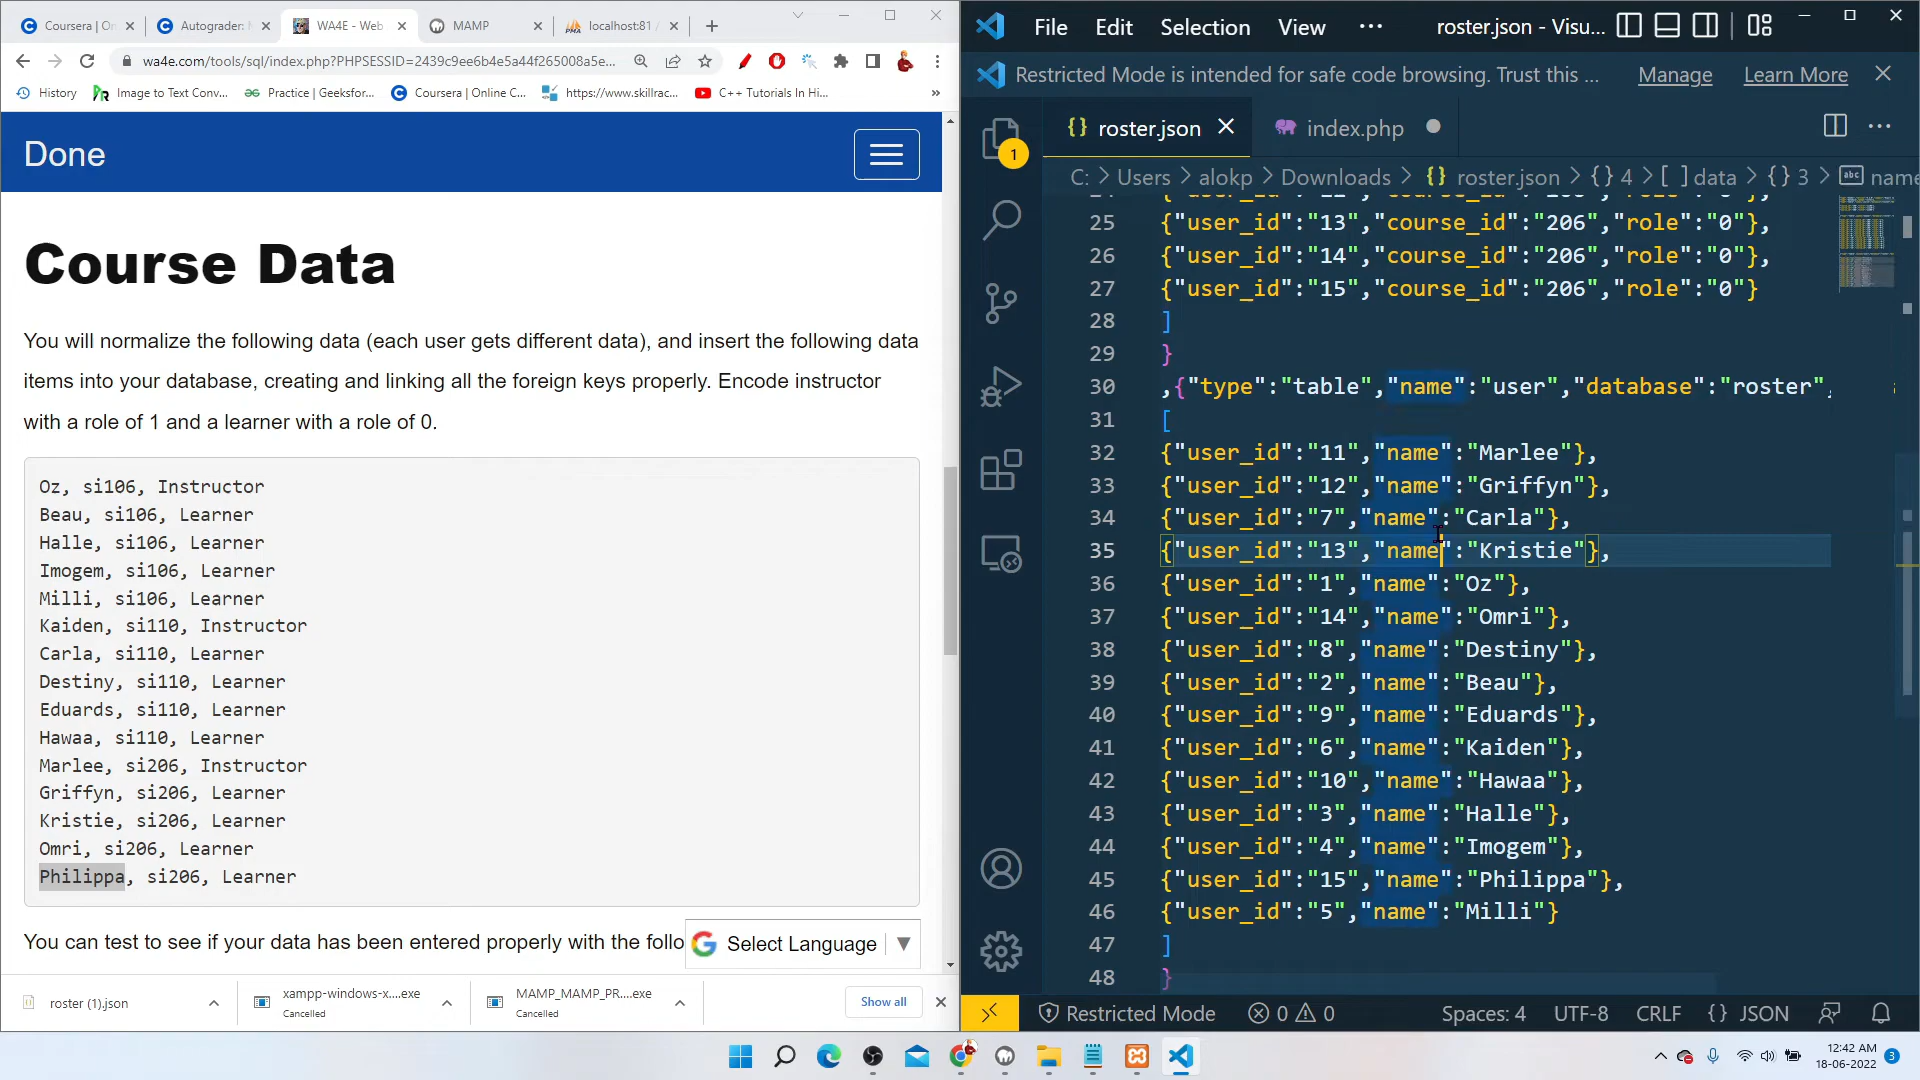 Coursera | On
Autograder: M
WA4E - Web
MAMP
localhost:81 /
wa4e.com/tools/sql/index.php?PHPSESSID=2439c9ee6b4e5a44f265008a5e...
History
Image to Text Conv...
Practice | Geeksfor...
Coursera | Online C...
https://www.skillrac...
C++ Tutorials In Hi...
»
Done
Course Data
You will normalize the following data (each user gets different data), and insert the following data
items into your database, creating and linking all the foreign keys properly. Encode instructor
with a role of 1 and a learner with a role of 0.
Oz, si106, Instructor
Beau, si106, Learner
Halle, si106, Learner
Imogem, si106, Learner
Milli, si106, Learner
Kaiden, si110, Instructor
Carla, si110, Learner
Destiny, si110, Learner
Eduards, si110, Learner
Hawaa, si110, Learner
Marlee, si206, Instructor
Griffyn, si206, Learner
Kristie, si206, Learner
Omri, si206, Learner
Philippa, si206, Learner
You can test to see if your data has been entered properly with the follo
Select Language
roster (1).json
xampp-windows-x....exe
Cancelled
MAMP_MAMP_PR....exe
Cancelled
Show all
File Edit Selection View ··· roster.json - Visu...
Restricted Mode is intended for safe code browsing. Trust this ... Manage Learn More
1
{} roster.json
index.php
C: > Users > alokp > Downloads > {} roster.json > {} 4 > [ ] data > {} 3 > abc name
25 {"user_id":"13","course_id":"206","role":"0"},
26 {"user_id":"14","course_id":"206","role":"0"},
27 {"user_id":"15","course_id":"206","role":"0"}
28 ]
29 }
30 ,{"type":"table","name":"user","database":"roster",
31 [
32 {"user_id":"11","name":"Marlee"},
33 {"user_id":"12","name":"Griffyn"},
34 {"user_id":"7","name":"Carla"},
35 {"user_id":"13","name":"Kristie"},
36 {"user_id":"1","name":"Oz"},
37 {"user_id":"14","name":"Omri"},
38 {"user_id":"8","name":"Destiny"},
39 {"user_id":"2","name":"Beau"},
40 {"user_id":"9","name":"Eduards"},
41 {"user_id":"6","name":"Kaiden"},
42 {"user_id":"10","name":"Hawaa"},
43 {"user_id":"3","name":"Halle"},
44 {"user_id":"4","name":"Imogem"},
45 {"user_id":"15","name":"Philippa"},
46 {"user_id":"5","name":"Milli"}
47 ]
48 }
Restricted Mode 0 0 Spaces: 4 UTF-8 CRLF {} JSON
12:42 AM
18-06-2022
3